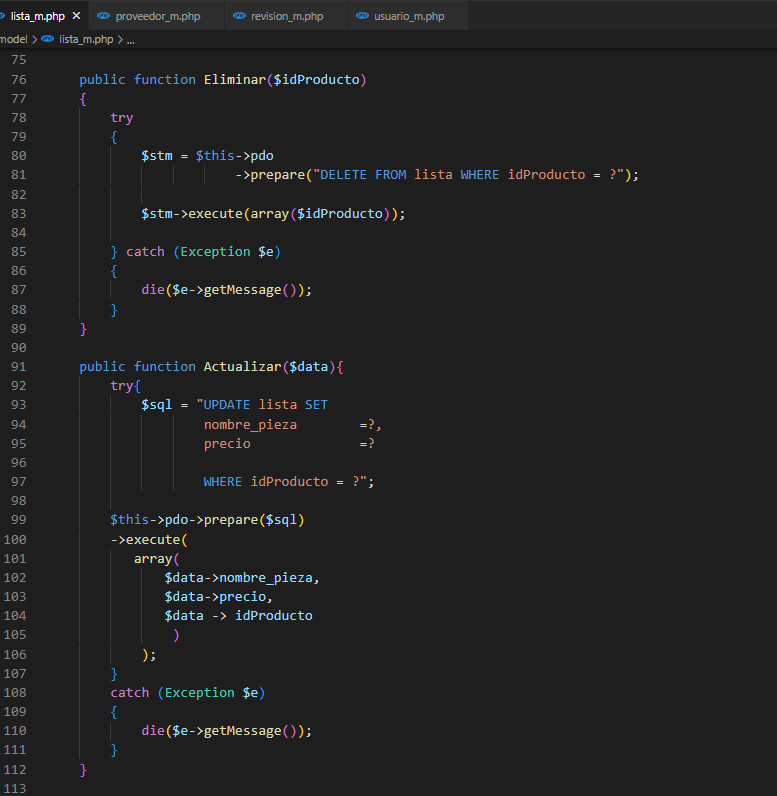 lista_m.php × proveedor_m.php revision_m.php usuario_m.php
model > lista_m.php > ...
75
76 public function Eliminar($idProducto)
77 {
78 try
79 {
80 $stm = $this->pdo
81 ->prepare("DELETE FROM lista WHERE idProducto = ?");
82
83 $stm->execute(array($idProducto));
84
85 } catch (Exception $e)
86 {
87 die($e->getMessage());
88 }
89 }
90
91 public function Actualizar($data){
92 try{
93 $sql = "UPDATE lista SET
94 nombre_pieza =?,
95 precio =?
96
97 WHERE idProducto = ?";
98
99 $this->pdo->prepare($sql)
100 ->execute(
101 array(
102 $data->nombre_pieza,
103 $data->precio,
104 $data -> idProducto
105 )
106 );
107 }
108 catch (Exception $e)
109 {
110 die($e->getMessage());
111 }
112 }
113